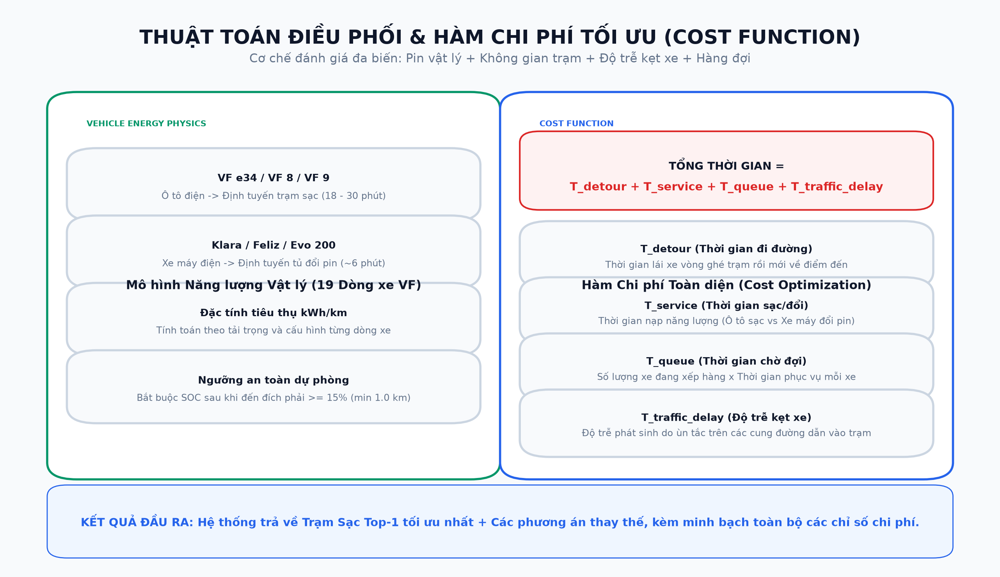 THUẬT TOÁN ĐIỀU PHỐI & HÀM CHI PHÍ TỐI ƯU (COST FUNCTION)
Cơ chế đánh giá đa biến: Pin vật lý + Không gian trạm + Độ trễ kẹt xe + Hàng đợi
VEHICLE ENERGY PHYSICS
VF e34 / VF 8 / VF 9
Ô tô điện -> Định tuyến trạm sạc (18 - 30 phút)
Klara / Feliz / Evo 200
Xe máy điện -> Định tuyến tủ đổi pin (~6 phút)
Mô hình Năng lượng Vật lý (19 Dòng xe VF)
Đặc tính tiêu thụ kWh/km
Tính toán theo tải trọng và cấu hình từng dòng xe
Ngưỡng an toàn dự phòng
Bắt buộc SOC sau khi đến đích phải >= 15% (min 1.0 km)
COST FUNCTION
TỔNG THỜI GIAN =
T_detour + T_service + T_queue + T_traffic_delay
T_detour (Thời gian đi đường)
Thời gian lái xe vòng ghé trạm rồi mới về điểm đến
Hàm Chi phí Toàn diện (Cost Optimization)
T_service (Thời gian sạc/đổi)
Thời gian nạp năng lượng (Ô tô sạc vs Xe máy đổi pin)
T_queue (Thời gian chờ đợi)
Số lượng xe đang xếp hàng x Thời gian phục vụ mỗi xe
T_traffic_delay (Độ trễ kẹt xe)
Độ trễ phát sinh do ùn tắc trên các cung đường dẫn vào trạm
KẾT QUẢ ĐẦU RA: Hệ thống trả về Trạm Sạc Top-1 tối ưu nhất + Các phương án thay thế, kèm minh bạch toàn bộ các chỉ số chi phí.